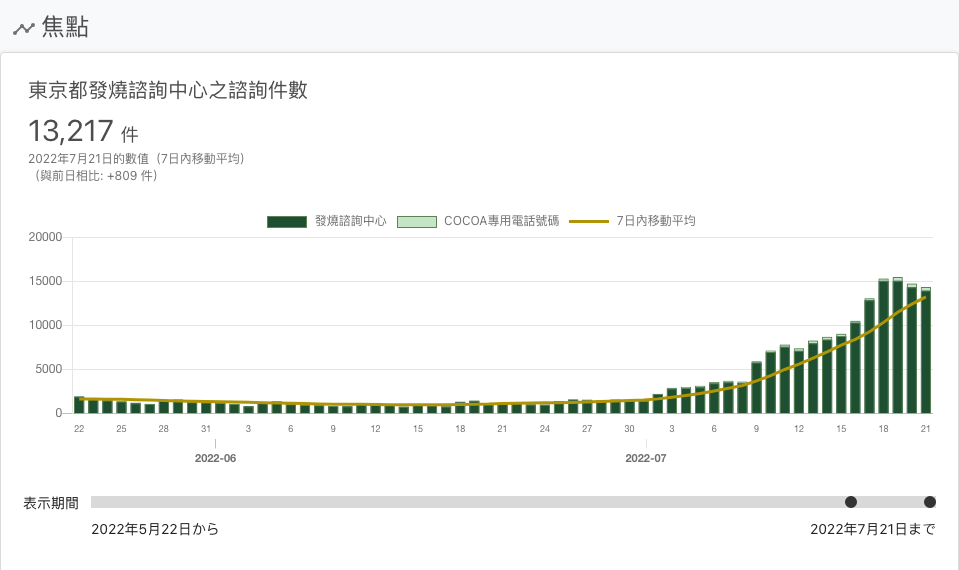 焦點
東京都發燒諮詢中心之諮詢件數
13,217 件
2022年7月21日的數值（7日內移動平均）
（與前日相比: +809 件）
發燒諮詢中心 COCOA專用電話號碼 7日內移動平均
20000
15000
10000
5000
0
22 25 28 31 3 6 9 12 15 18 21 24 27 30 3 6 9 12 15 18 21
2022-06 2022-07
表示期間
2022年5月22日から 2022年7月21日まで